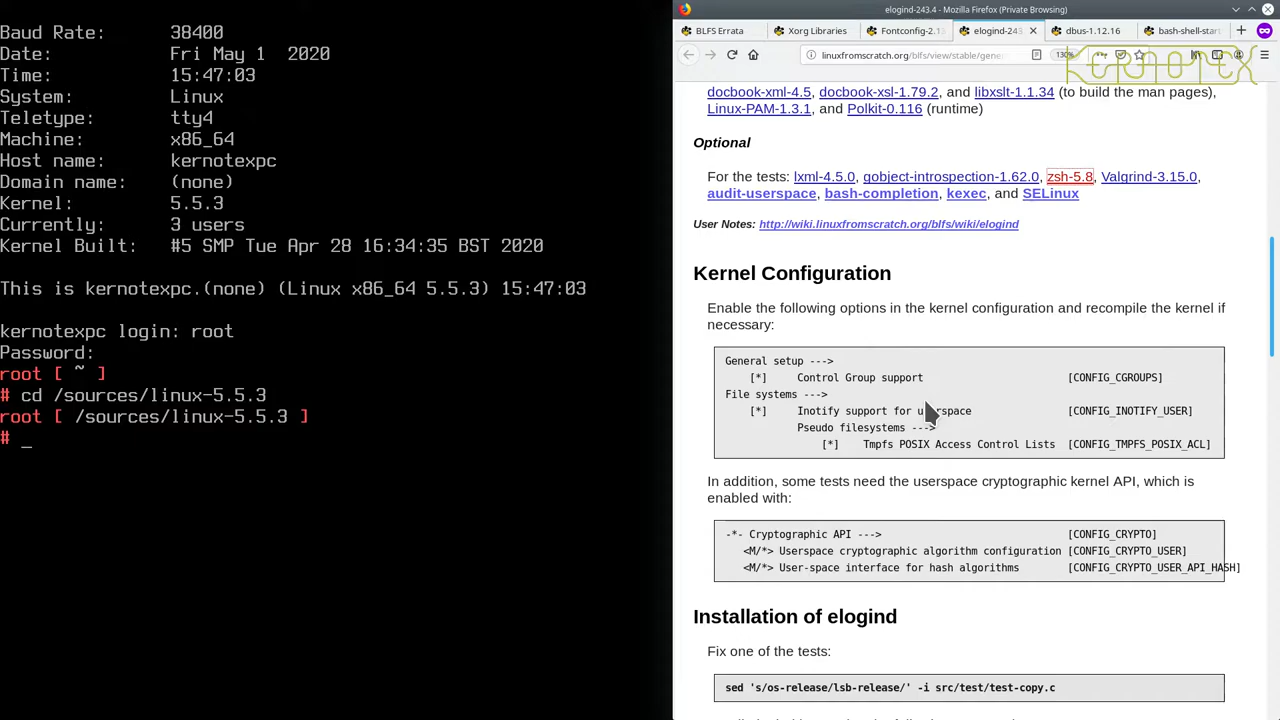 Baud Rate: 38400
Date: Fri May 1 2020
Time: 15:47:03
System: Linux
Teletype: tty4
Machine: x86_64
Host name: kernotexpc
Domain name: (none)
Kernel: 5.5.3
Currently: 3 users
Kernel Built: #5 SMP Tue Apr 28 16:34:35 BST 2020
This is kernotexpc.(none) (Linux x86_64 5.5.3) 15:47:03
kernotexpc login: root
Password:
root [ ~ ]
# cd /sources/linux-5.5.3
root [ /sources/linux-5.5.3 ]
# _
elogind-243.4 - Mozilla Firefox (Private Browsing)
BLFS Errata
Xorg Libraries
Fontconfig-2.13
elogind-243
dbus-1.12.16
bash-shell-start
linuxfromscratch.org/blfs/view/stable/gener
130%
KERNOTEX
docbook-xml-4.5, docbook-xsl-1.79.2, and libxslt-1.1.34 (to build the man pages),
Linux-PAM-1.3.1, and Polkit-0.116 (runtime)
Optional
For the tests: lxml-4.5.0, gobject-introspection-1.62.0, zsh-5.8, Valgrind-3.15.0,
audit-userspace, bash-completion, kexec, and SELinux
User Notes: http://wiki.linuxfromscratch.org/blfs/wiki/elogind
Kernel Configuration
Enable the following options in the kernel configuration and recompile the kernel if
necessary:
General setup --->
[*] Control Group support [CONFIG_CGROUPS]
File systems --->
[*] Inotify support for userspace [CONFIG_INOTIFY_USER]
Pseudo filesystems --->
[*] Tmpfs POSIX Access Control Lists [CONFIG_TMPFS_POSIX_ACL]
In addition, some tests need the userspace cryptographic kernel API, which is
enabled with:
-*- Cryptographic API ---> [CONFIG_CRYPTO]
<M/*> Userspace cryptographic algorithm configuration [CONFIG_CRYPTO_USER]
<M/*> User-space interface for hash algorithms [CONFIG_CRYPTO_USER_API_HASH]
Installation of elogind
Fix one of the tests:
sed 's/os-release/lsb-release/' -i src/test/test-copy.c